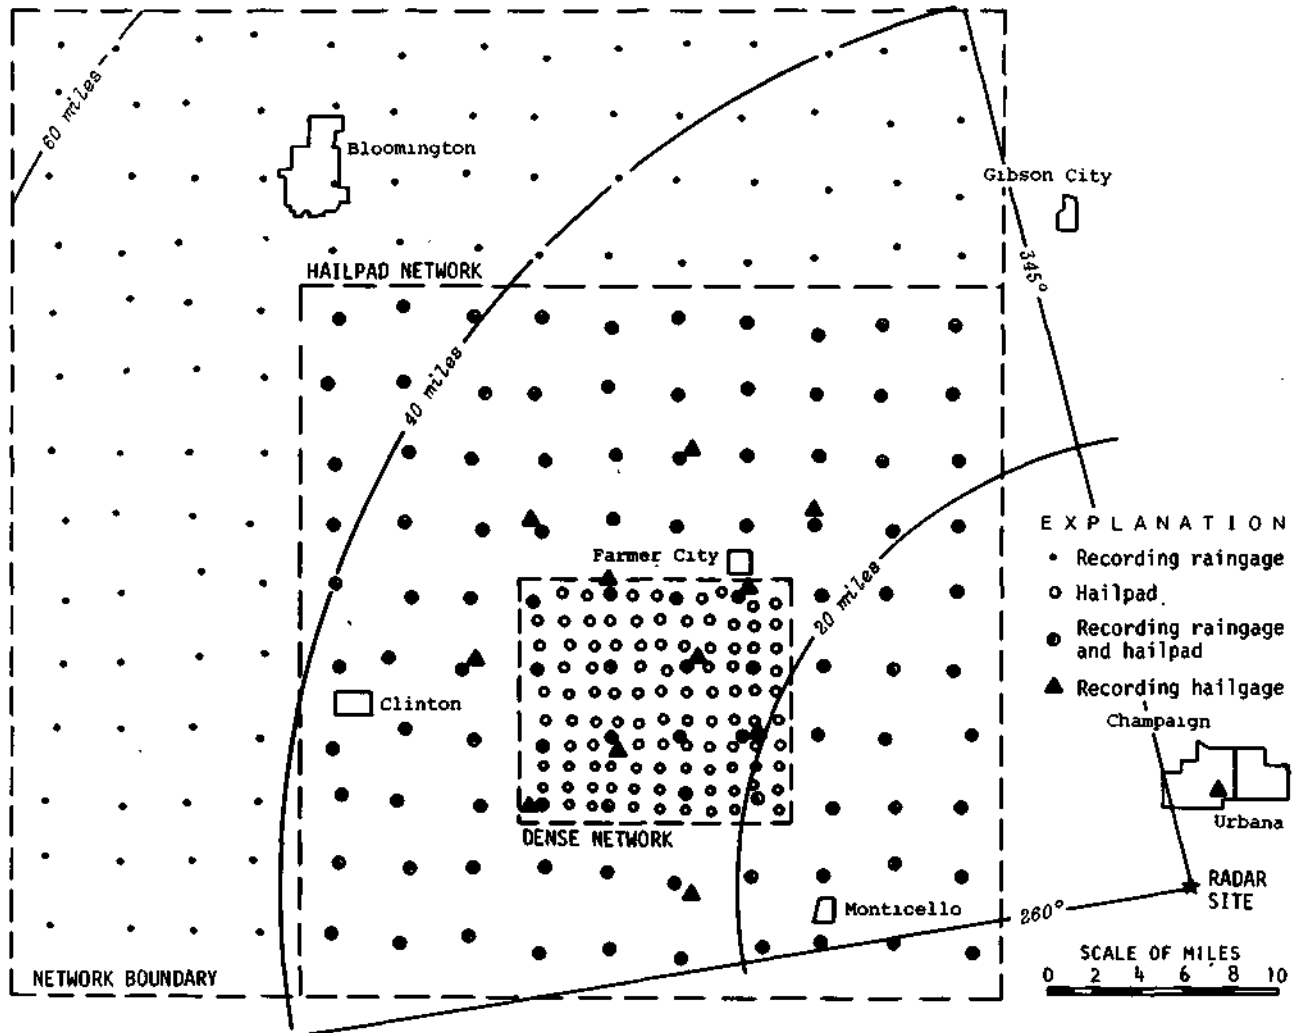 60 miles
Bloomington
Gibson City
345°
HAILPAD NETWORK
40 miles
EXPLANATION
Recording raingage
Hailpad
Recording raingage
and hailpad
Recording hailgage
Farmer City
20 miles
Clinton
Champaign
Urbana
DENSE NETWORK
RADAR
SITE
Monticello
260°
SCALE OF MILES
0 2 4 6 8 10
NETWORK BOUNDARY